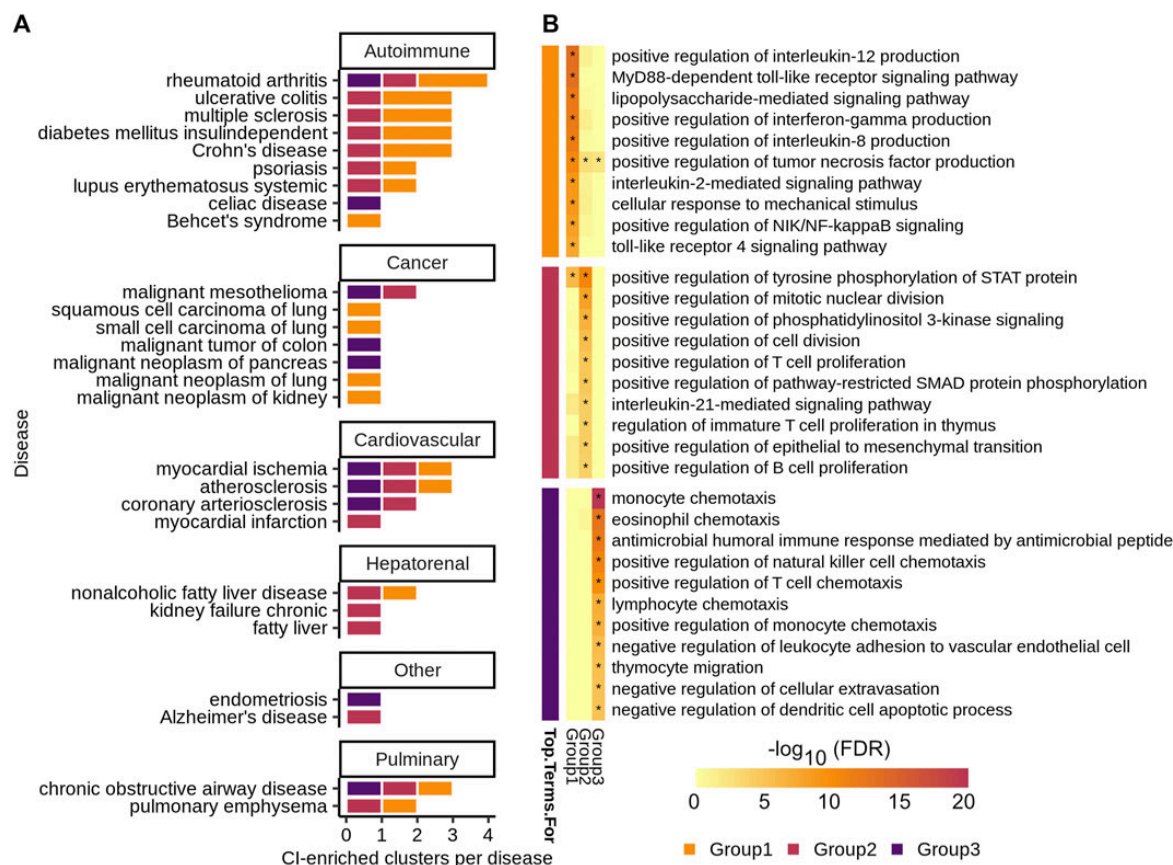 A
Disease
Autoimmune
rheumatoid arthritis
ulcerative colitis
multiple sclerosis
diabetes mellitus insulindependent
Crohn's disease
psoriasis
lupus erythematosus systemic
celiac disease
Behcet's syndrome
Cancer
malignant mesothelioma
squamous cell carcinoma of lung
small cell carcinoma of lung
malignant tumor of colon
malignant neoplasm of pancreas
malignant neoplasm of lung
malignant neoplasm of kidney
Cardiovascular
myocardial ischemia
atherosclerosis
coronary arteriosclerosis
myocardial infarction
Hepatorenal
nonalcoholic fatty liver disease
kidney failure chronic
fatty liver
Other
endometriosis
Alzheimer's disease
Pulminary
chronic obstructive airway disease
pulmonary emphysema
0 1 2 3 4
CI-enriched clusters per disease
B
* positive regulation of interleukin-12 production
* MyD88-dependent toll-like receptor signaling pathway
* lipopolysaccharide-mediated signaling pathway
* positive regulation of interferon-gamma production
* positive regulation of interleukin-8 production
* * * positive regulation of tumor necrosis factor production
* interleukin-2-mediated signaling pathway
* cellular response to mechanical stimulus
* positive regulation of NIK/NF-kappaB signaling
* toll-like receptor 4 signaling pathway
* * positive regulation of tyrosine phosphorylation of STAT protein
* positive regulation of mitotic nuclear division
* positive regulation of phosphatidylinositol 3-kinase signaling
* positive regulation of cell division
* positive regulation of T cell proliferation
* positive regulation of pathway-restricted SMAD protein phosphorylation
* interleukin-21-mediated signaling pathway
* regulation of immature T cell proliferation in thymus
* positive regulation of epithelial to mesenchymal transition
* positive regulation of B cell proliferation
* monocyte chemotaxis
* eosinophil chemotaxis
* antimicrobial humoral immune response mediated by antimicrobial peptide
* positive regulation of natural killer cell chemotaxis
* positive regulation of T cell chemotaxis
* lymphocyte chemotaxis
* positive regulation of monocyte chemotaxis
* negative regulation of leukocyte adhesion to vascular endothelial cell
* thymocyte migration
* negative regulation of cellular extravasation
* negative regulation of dendritic cell apoptotic process
Top.Terms.For
Group1
Group2
Group3
-log10 (FDR)
0 5 10 15 20
Group1 Group2 Group3